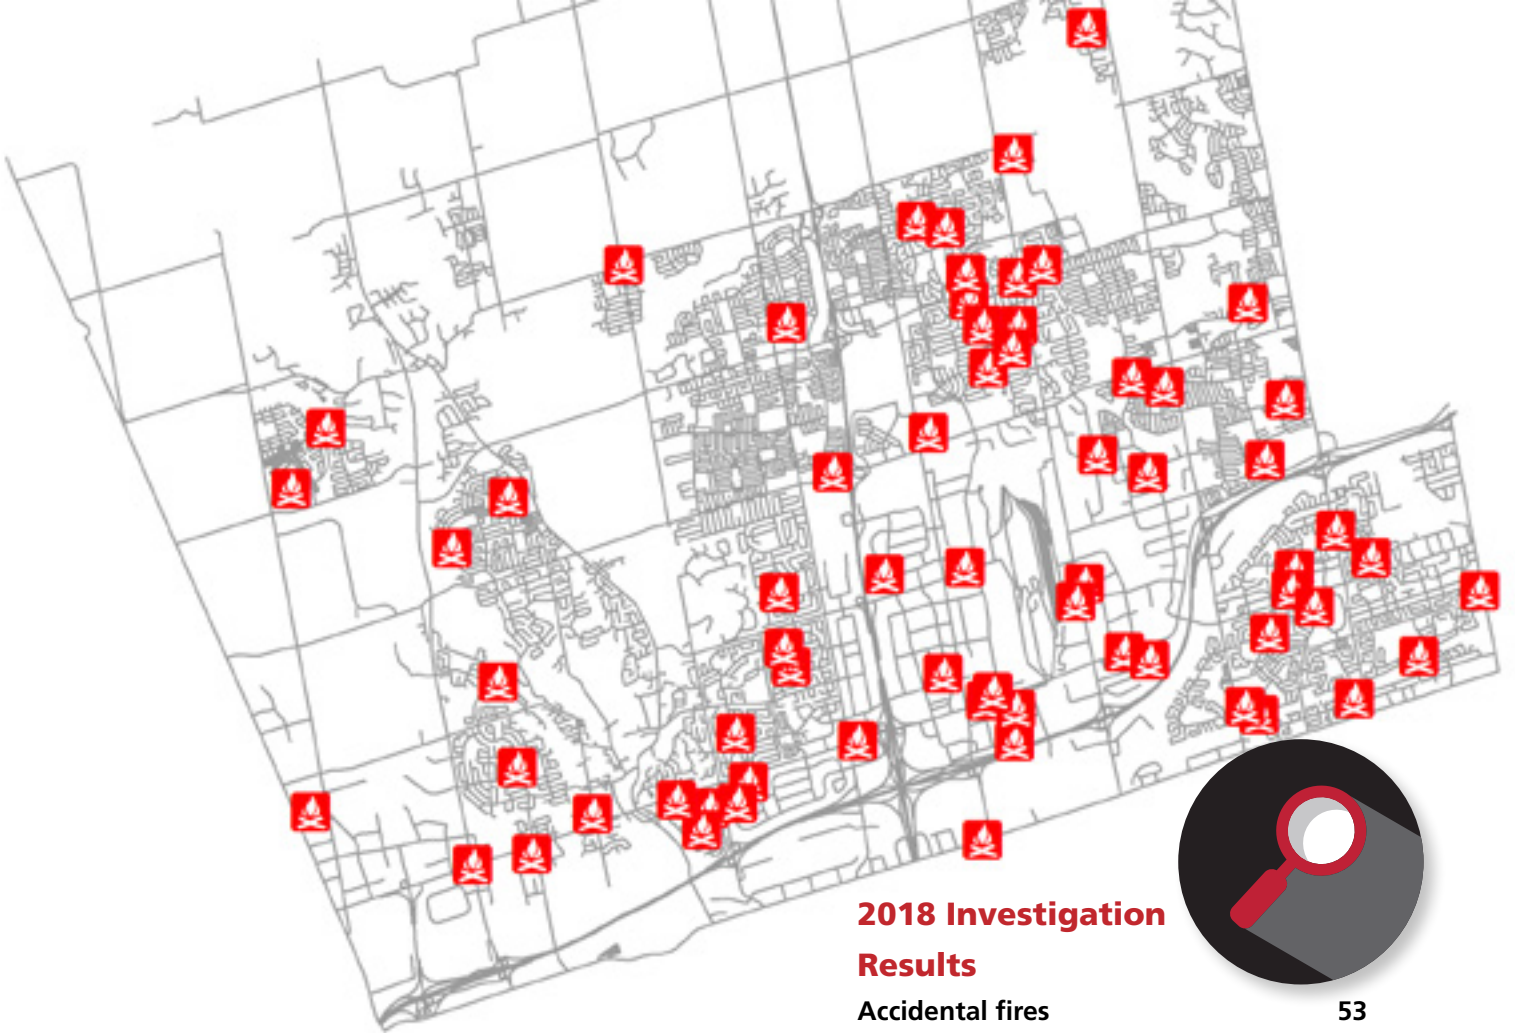 2018 Investigation
Results
Accidental fires 53